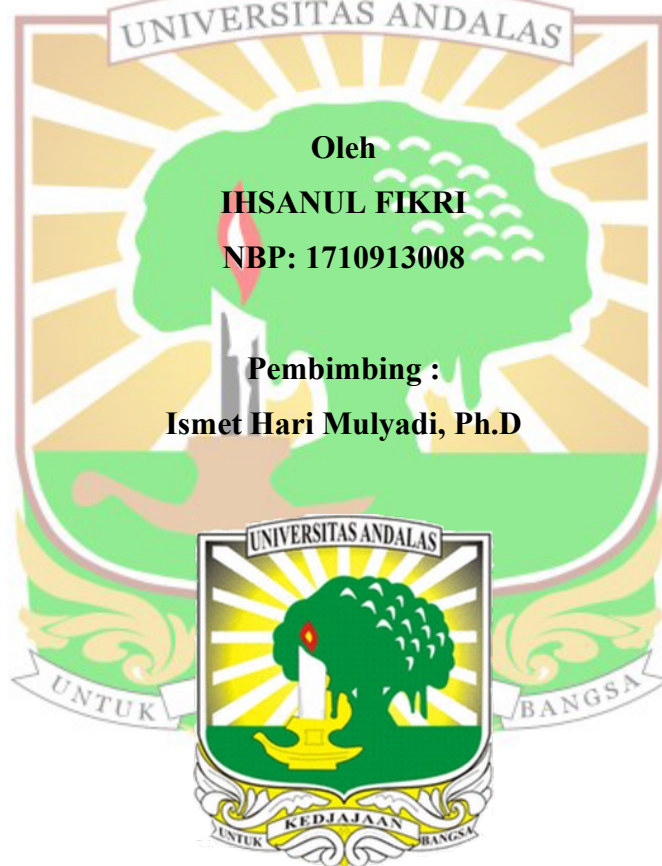 UNIVERSITAS ANDALAS
Oleh
IHSANUL FIKRI
NBP: 1710913008
Pembimbing :
Ismet Hari Mulyadi, Ph.D
UNIVERSITAS ANDALAS
UNTUK BANGSA
UNTUK KEDJAJAAN BANGSA